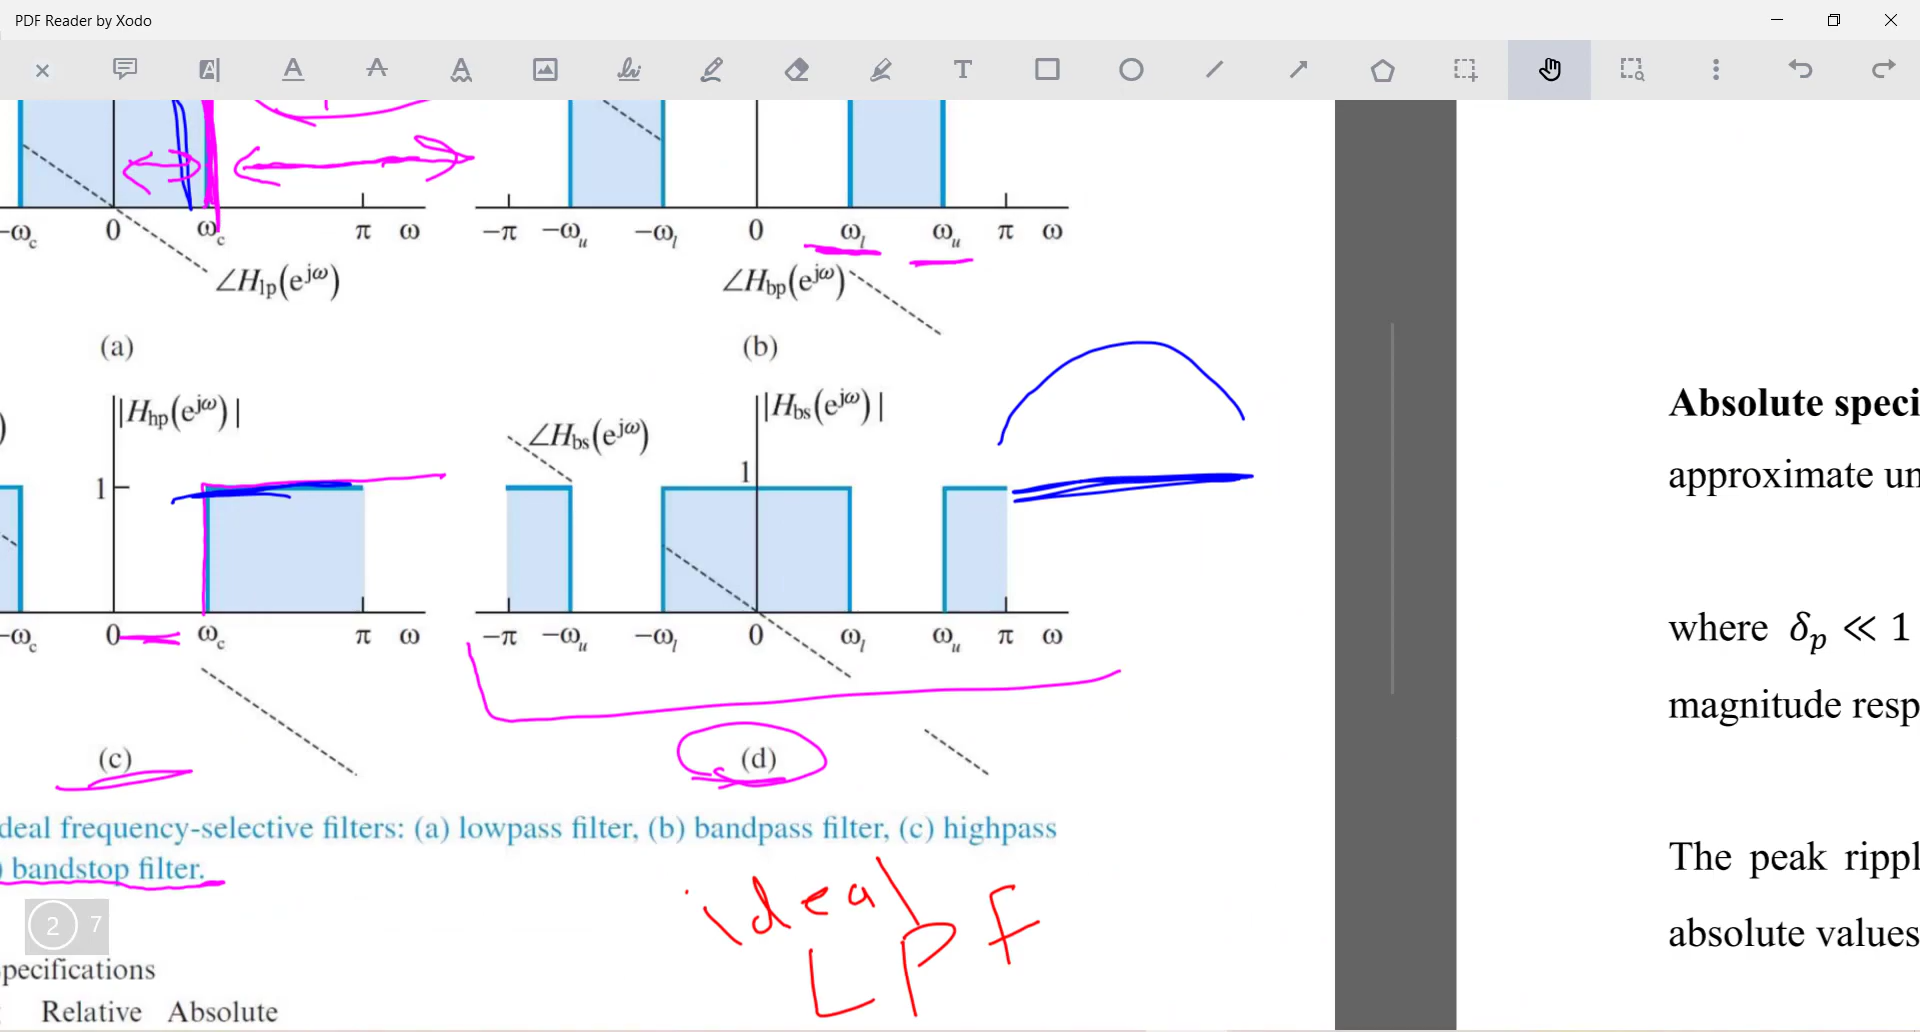 PDF Reader by Xodo
-ω_c 0 ω_c π ω
∠H_lp(e^jω)
(a)
-π -ω_u -ω_l 0 ω_l ω_u π ω
∠H_bp(e^jω)
(b)
|H_hp(e^jω)|
)
1
-ω_c 0 ω_c π ω
(c)
∠H_bs(e^jω)
|H_bs(e^jω)|
1
-π -ω_u -ω_l 0 ω_l ω_u π ω
(d)
deal frequency-selective filters: (a) lowpass filter, (b) bandpass filter, (c) highpass
) bandstop filter.
ideal
LPF
2 7
pecifications
Relative Absolute
Absolute speci
approximate un
where δ_p ≪ 1
magnitude resp
The peak rippl
absolute values